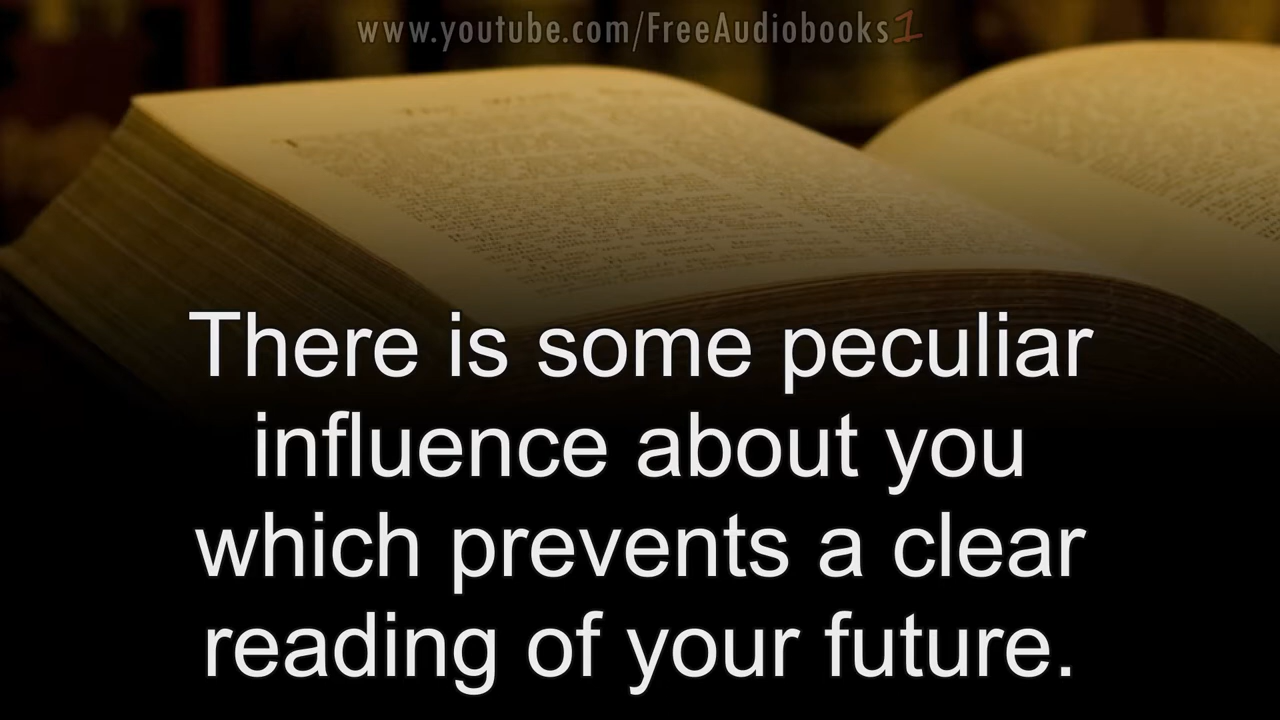 www.youtube.com/FreeAudiobooks1
There is some peculiar
influence about you
which prevents a clear
reading of your future.